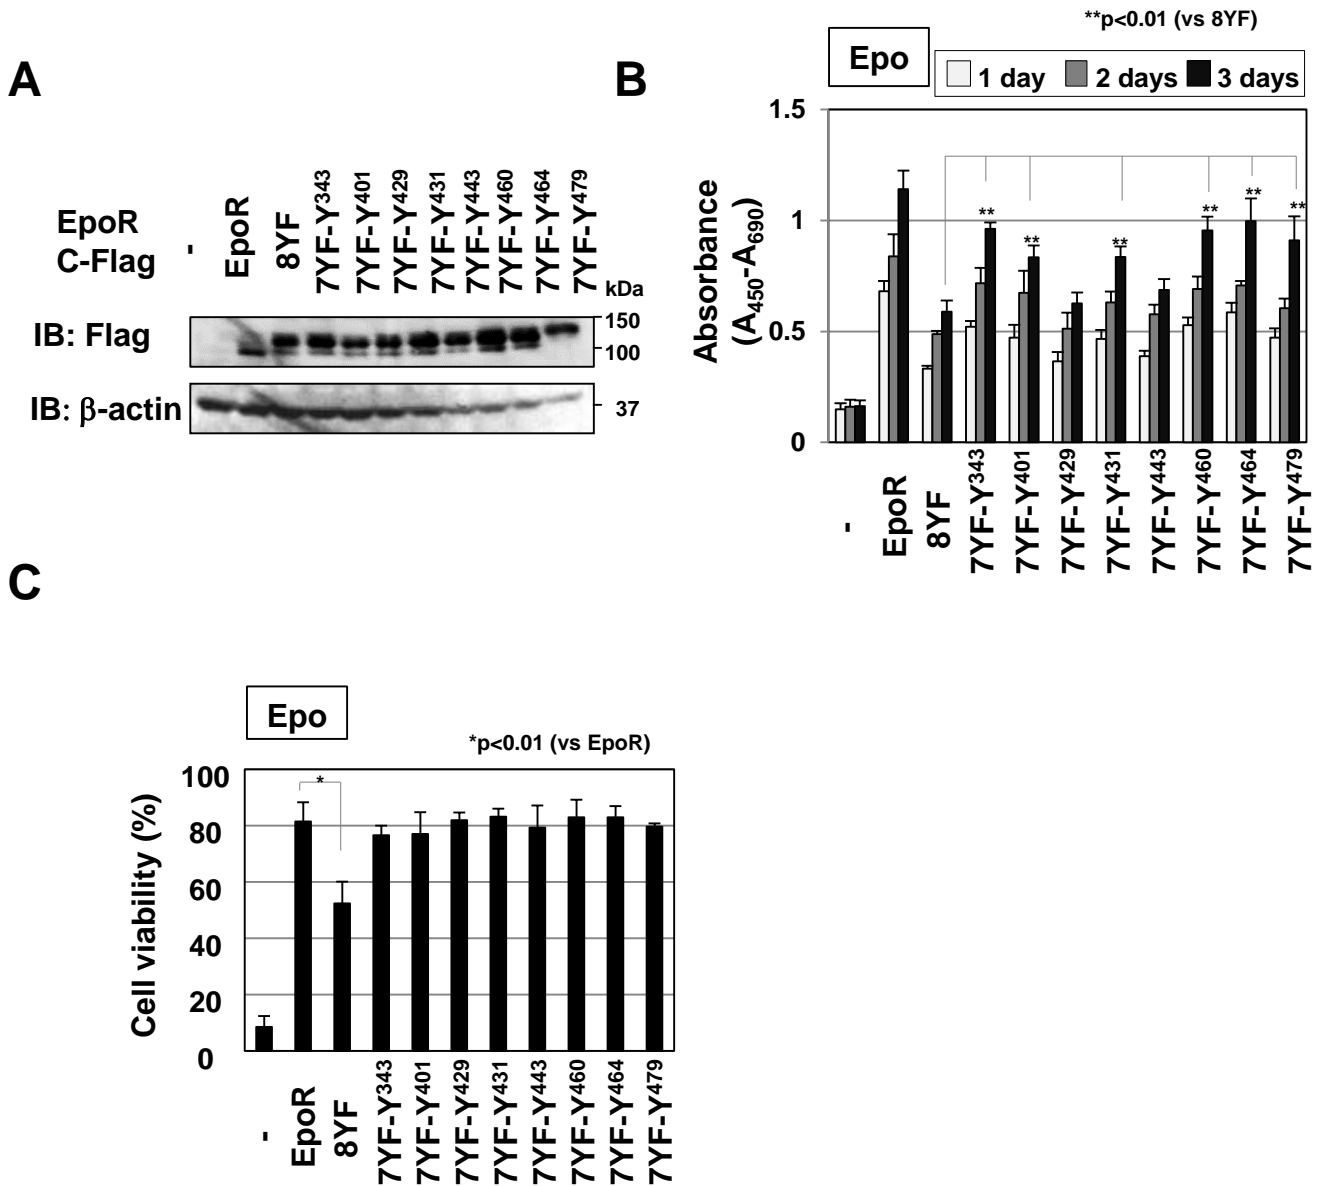 A
EpoR
C-Flag
-
EpoR
8YF
7YF-Y343
7YF-Y401
7YF-Y429
7YF-Y431
7YF-Y443
7YF-Y460
7YF-Y464
7YF-Y479
kDa
IB: Flag
150
100
IB: β-actin
37
B
**p<0.01 (vs 8YF)
Epo
1 day
2 days
3 days
Absorbance
(A450-A690)
1.5
1
0.5
0
**
**
**
**
**
**
-
EpoR
8YF
7YF-Y343
7YF-Y401
7YF-Y429
7YF-Y431
7YF-Y443
7YF-Y460
7YF-Y464
7YF-Y479
C
Epo
*p<0.01 (vs EpoR)
Cell viability (%)
100
80
60
40
20
0
*
-
EpoR
8YF
7YF-Y343
7YF-Y401
7YF-Y429
7YF-Y431
7YF-Y443
7YF-Y460
7YF-Y464
7YF-Y479